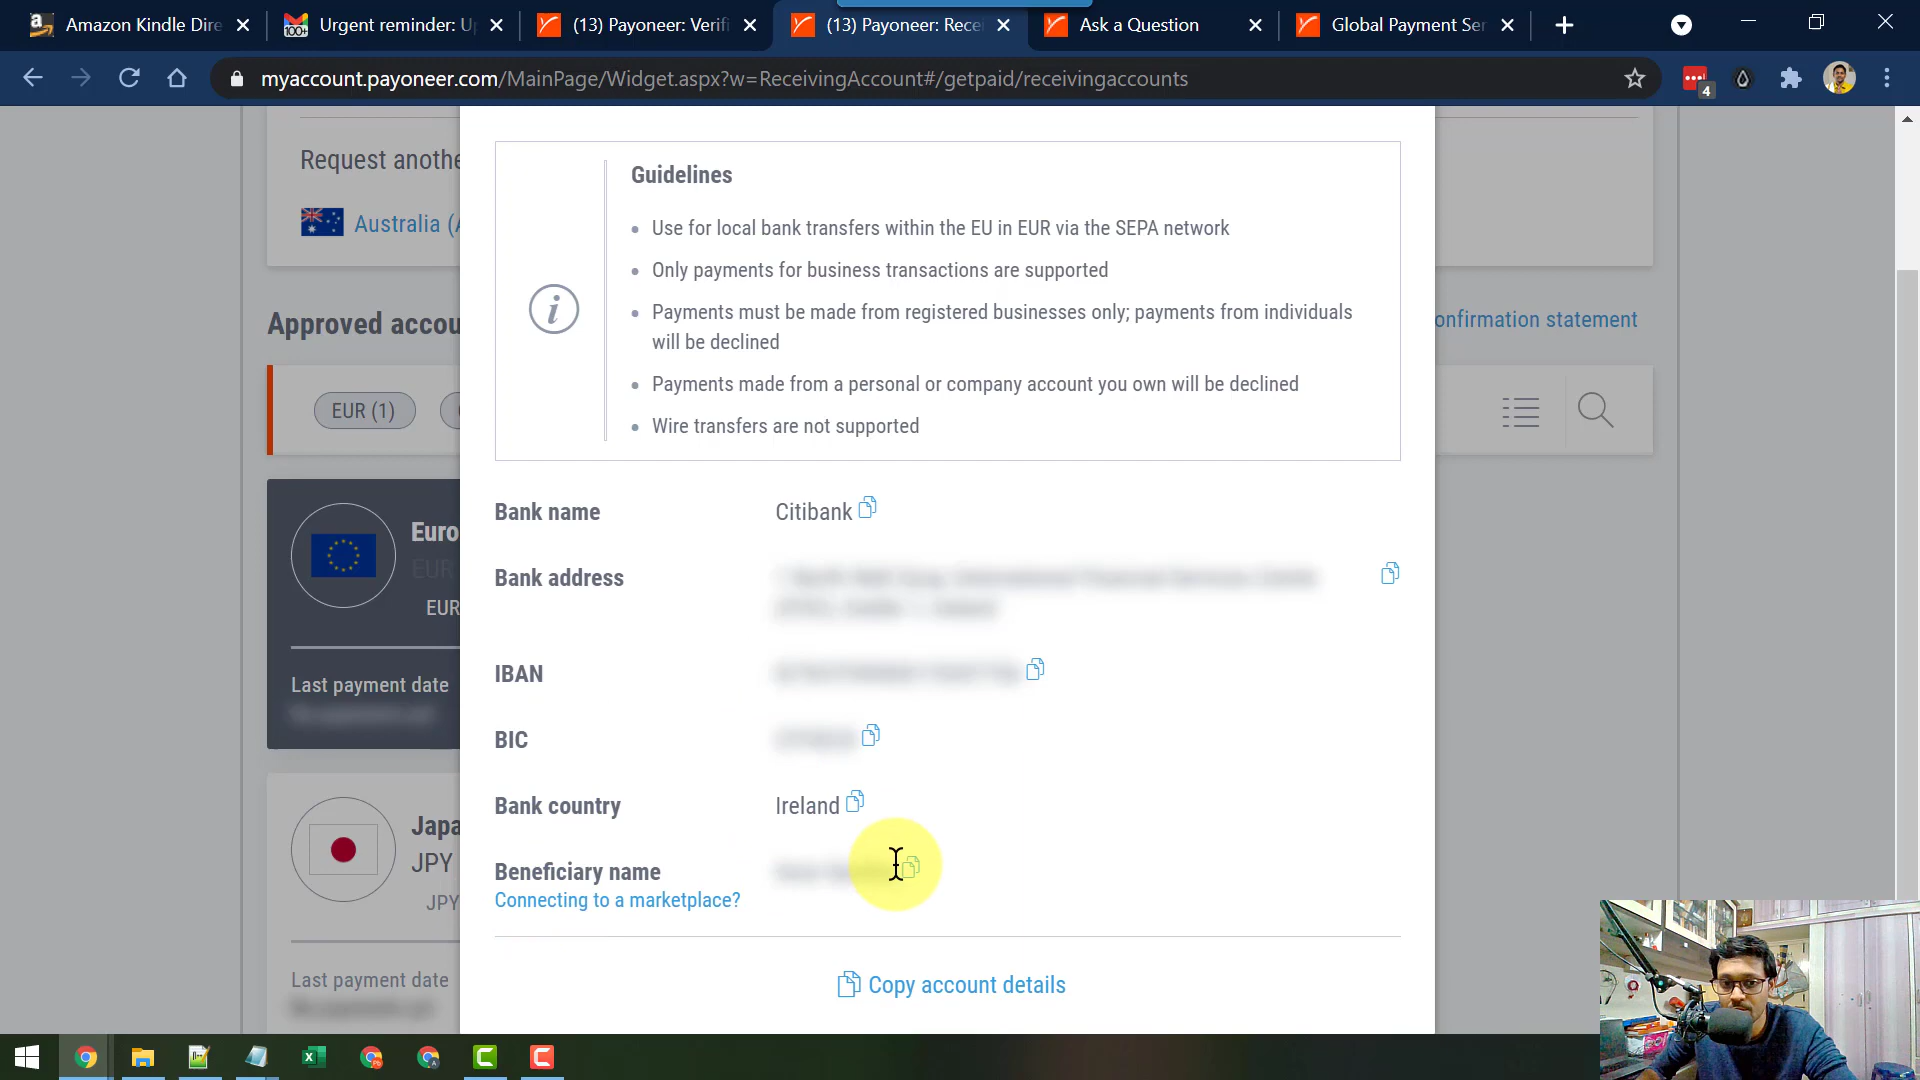 Amazon Kindle Dire
Urgent reminder: Up
(13) Payoneer: Verifi
(13) Payoneer: Recei
Ask a Question
Global Payment Ser
myaccount.payoneer.com/MainPage/Widget.aspx?w=ReceivingAccount#/getpaid/receivingaccounts
4
Request anothe
Australia (A
Guidelines
Use for local bank transfers within the EU in EUR via the SEPA network
Only payments for business transactions are supported
Payments must be made from registered businesses only; payments from individuals
will be declined
Payments made from a personal or company account you own will be declined
Wire transfers are not supported
Approved accou
onfirmation statement
EUR (1)
Euro
EUR
EUR
Last payment date
Bank name
Citibank
Bank address
IBAN
BIC
Bank country
Ireland
Beneficiary name
Connecting to a marketplace?
Japa
JPY
JPY
Last payment date
Copy account details